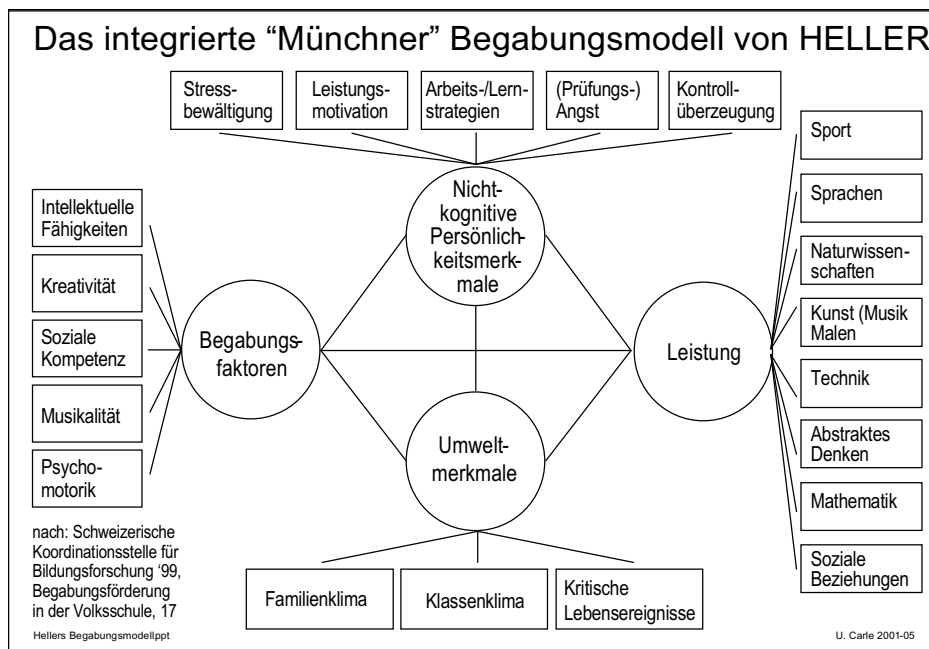 Das integrierte “Münchner” Begabungsmodell von HELLER
Stress-
bewältigung
Leistungs-
motivation
Arbeits-/Lern-
strategien
(Prüfungs-)
Angst
Kontroll-
überzeugung
Nicht-
kognitive
Persönlich-
keitsmerk-
male
Intellektuelle
Fähigkeiten
Kreativität
Soziale
Kompetenz
Musikalität
Psycho-
motorik
Begabungs-
faktoren
Leistung
Umwelt-
merkmale
Sport
Sprachen
Naturwissen-
schaften
Kunst (Musik
Malen
Technik
Abstraktes
Denken
Mathematik
Soziale
Beziehungen
Familienklima
Klassenklima
Kritische
Lebensereignisse
nach: Schweizerische
Koordinationsstelle für
Bildungsforschung ‘99,
Begabungsförderung
in der Volksschule, 17
Hellers Begabungsmodellppt
U. Carle 2001-05